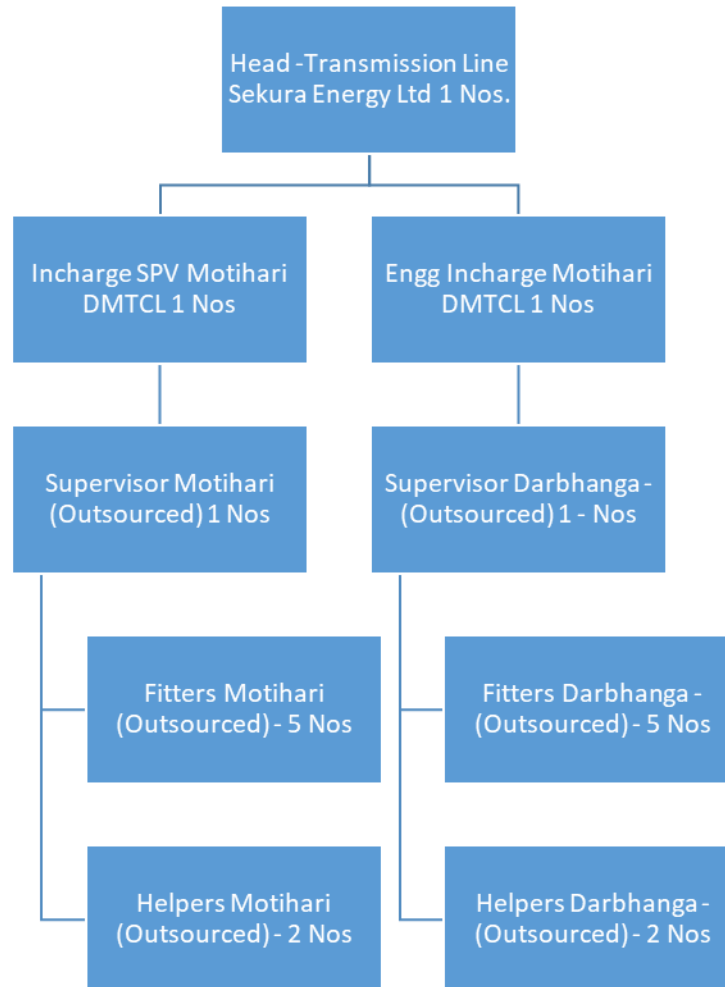 Head -Transmission Line
Sekura Energy Ltd 1 Nos.
Incharge SPV Motihari
DMTCL 1 Nos
Engg Incharge Motihari
DMTCL 1 Nos
Supervisor Motihari
(Outsourced) 1 Nos
Supervisor Darbhanga -
(Outsourced) 1 - Nos
Fitters Motihari
(Outsourced) - 5 Nos
Fitters Darbhanga -
(Outsourced) - 5 Nos
Helpers Motihari
(Outsourced) - 2 Nos
Helpers Darbhanga -
(Outsourced) - 2 Nos